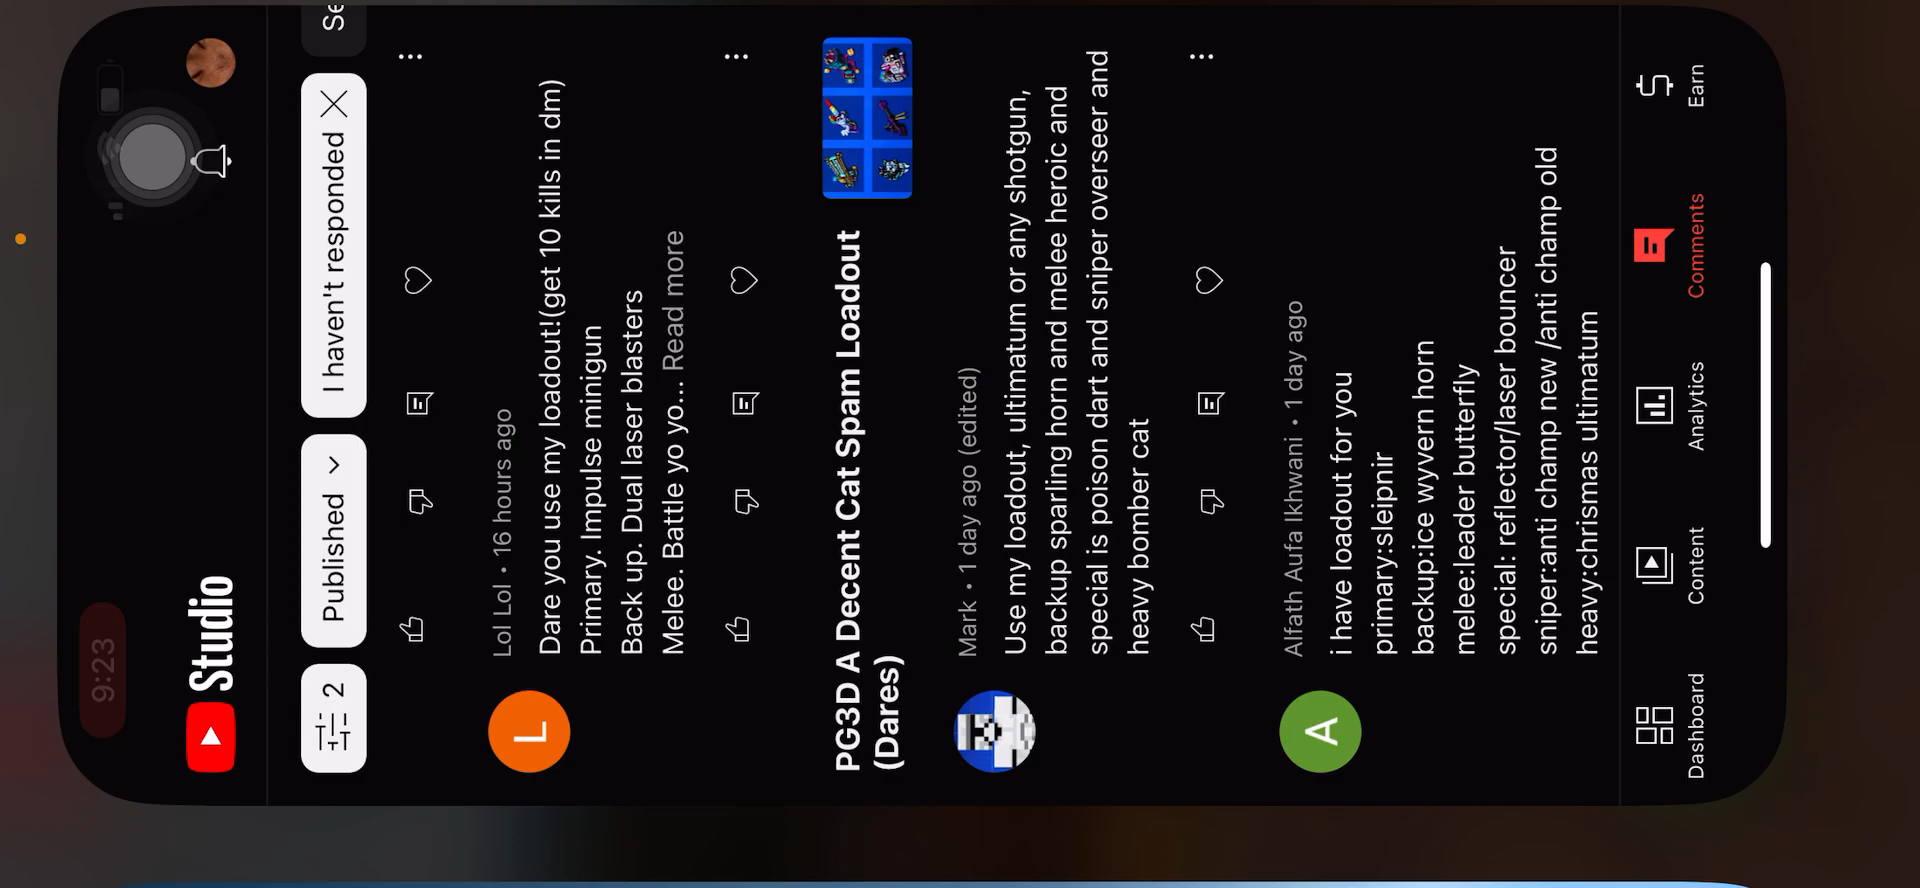 9:23
Studio
2
Published
I haven't responded
Se
Lol Lol • 16 hours ago
Dare you use my loadout!(get 10 kills in dm)
Primary. Impulse minigun
Back up. Dual laser blasters
Melee. Battle yo yo... Read more
L
PG3D A Decent Cat Spam Loadout
(Dares)
Mark • 1 day ago (edited)
Use my loadout, ultimatum or any shotgun,
backup sparling horn and melee heroic and
special is poison dart and sniper overseer and
heavy bomber cat
A
Alfath Aufa Ikhwani • 1 day ago
i have loadout for you
primary:sleipnir
backup:ice wyvern horn
melee:leader butterfly
special: reflector/laser bouncer
sniper:anti champ new /anti champ old
heavy:chrismas ultimatum
Dashboard
Content
Analytics
Comments
Earn